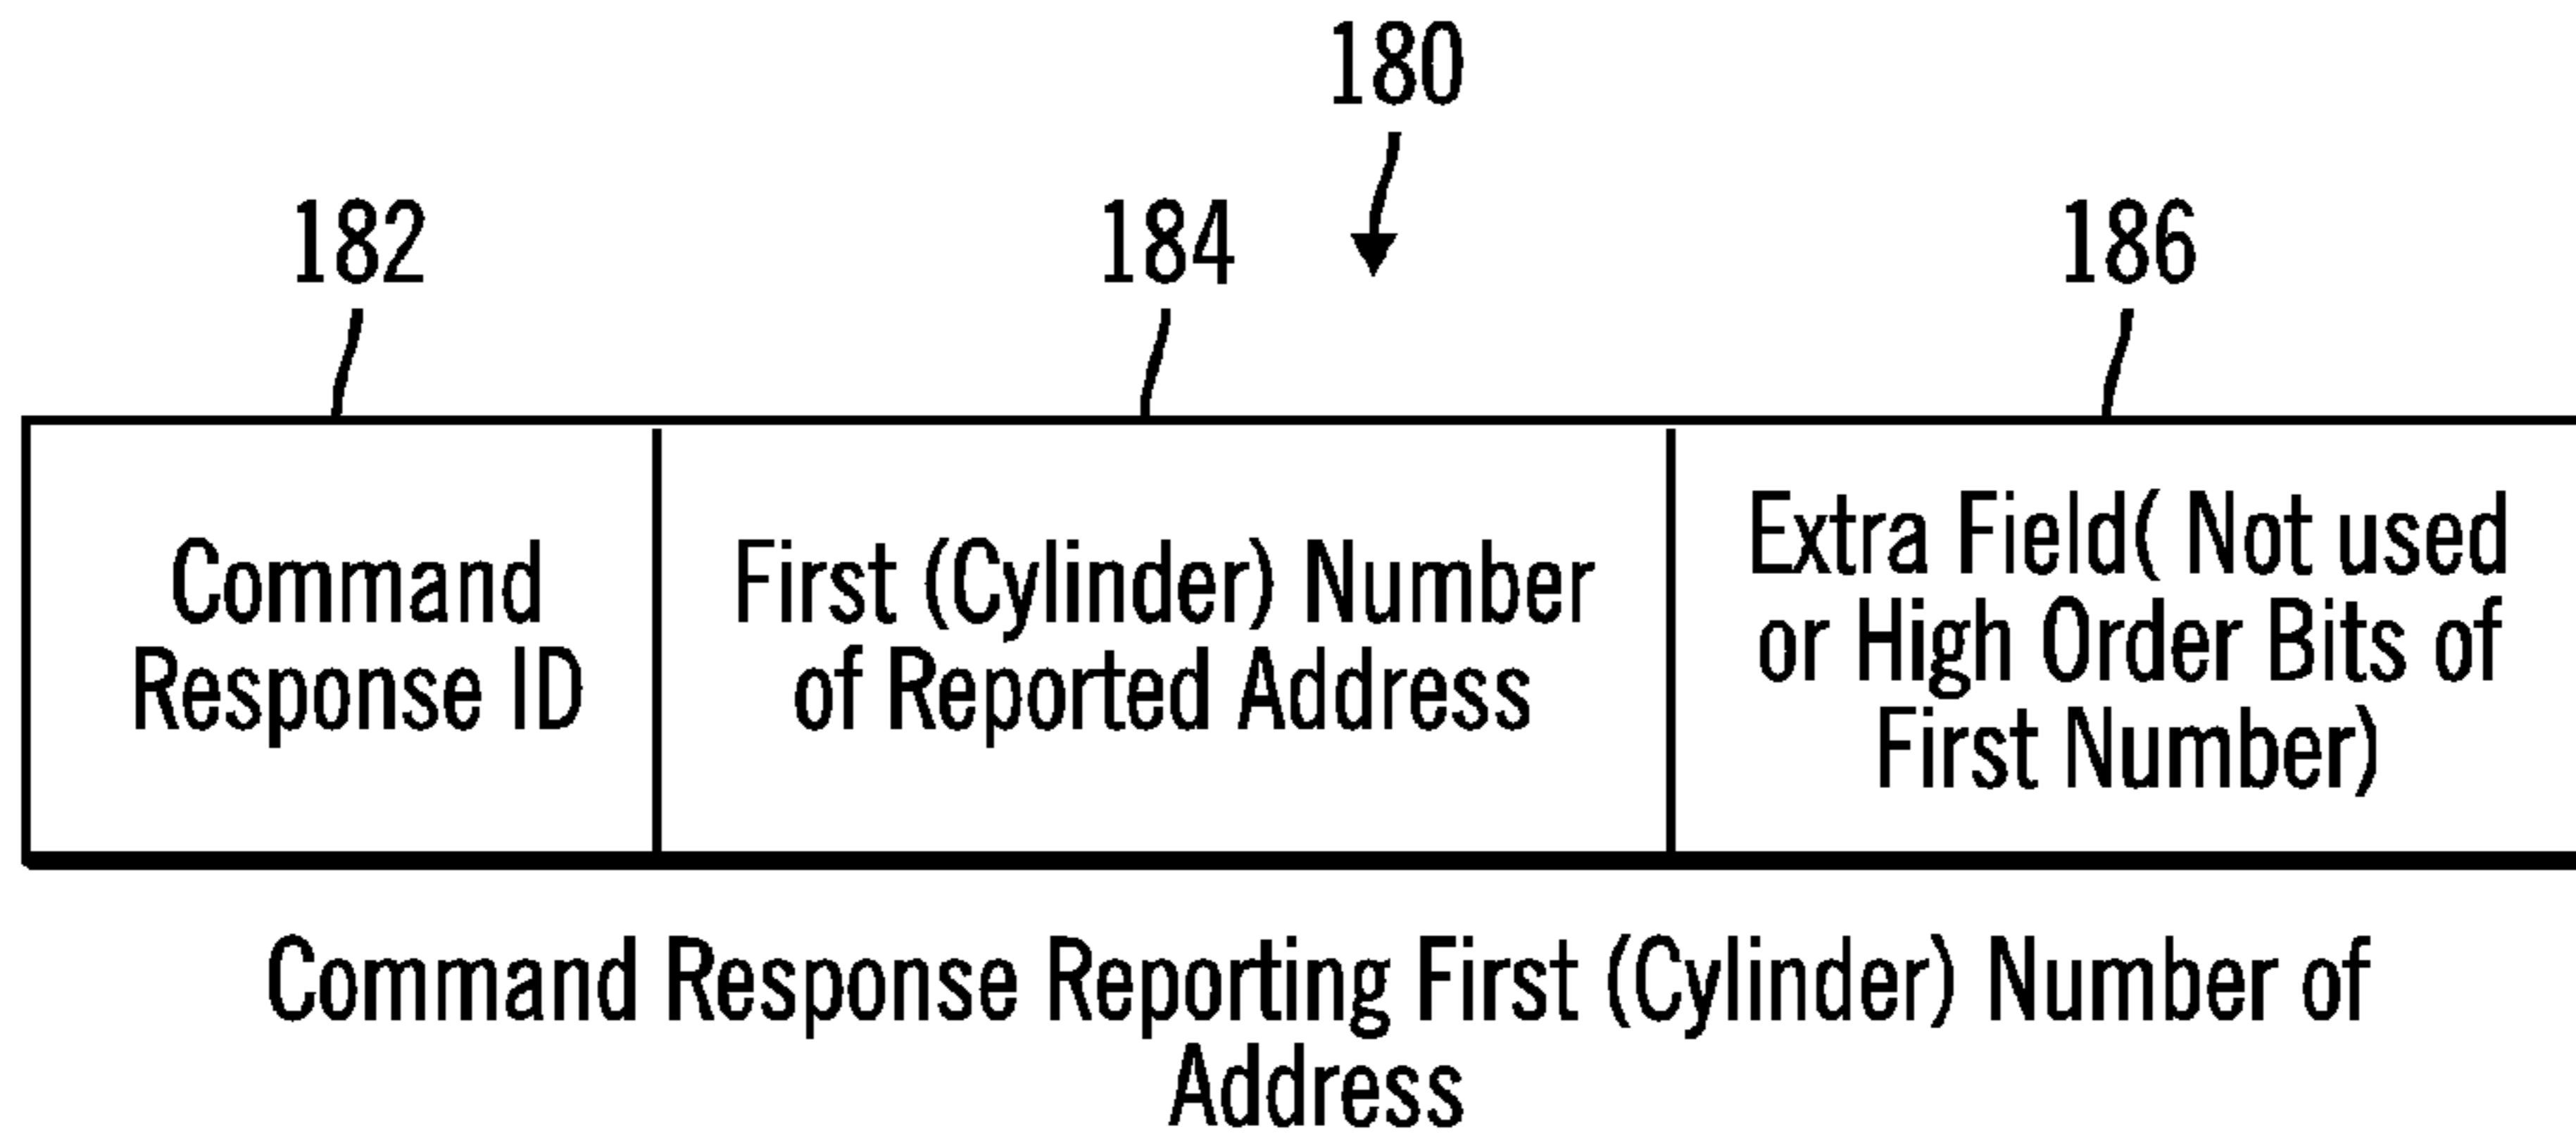 180
182
184
186
Command
Response ID
First (Cylinder) Number
of Reported Address
Extra Field( Not used
or High Order Bits of
First Number)
Command Response Reporting First (Cylinder) Number of
Address